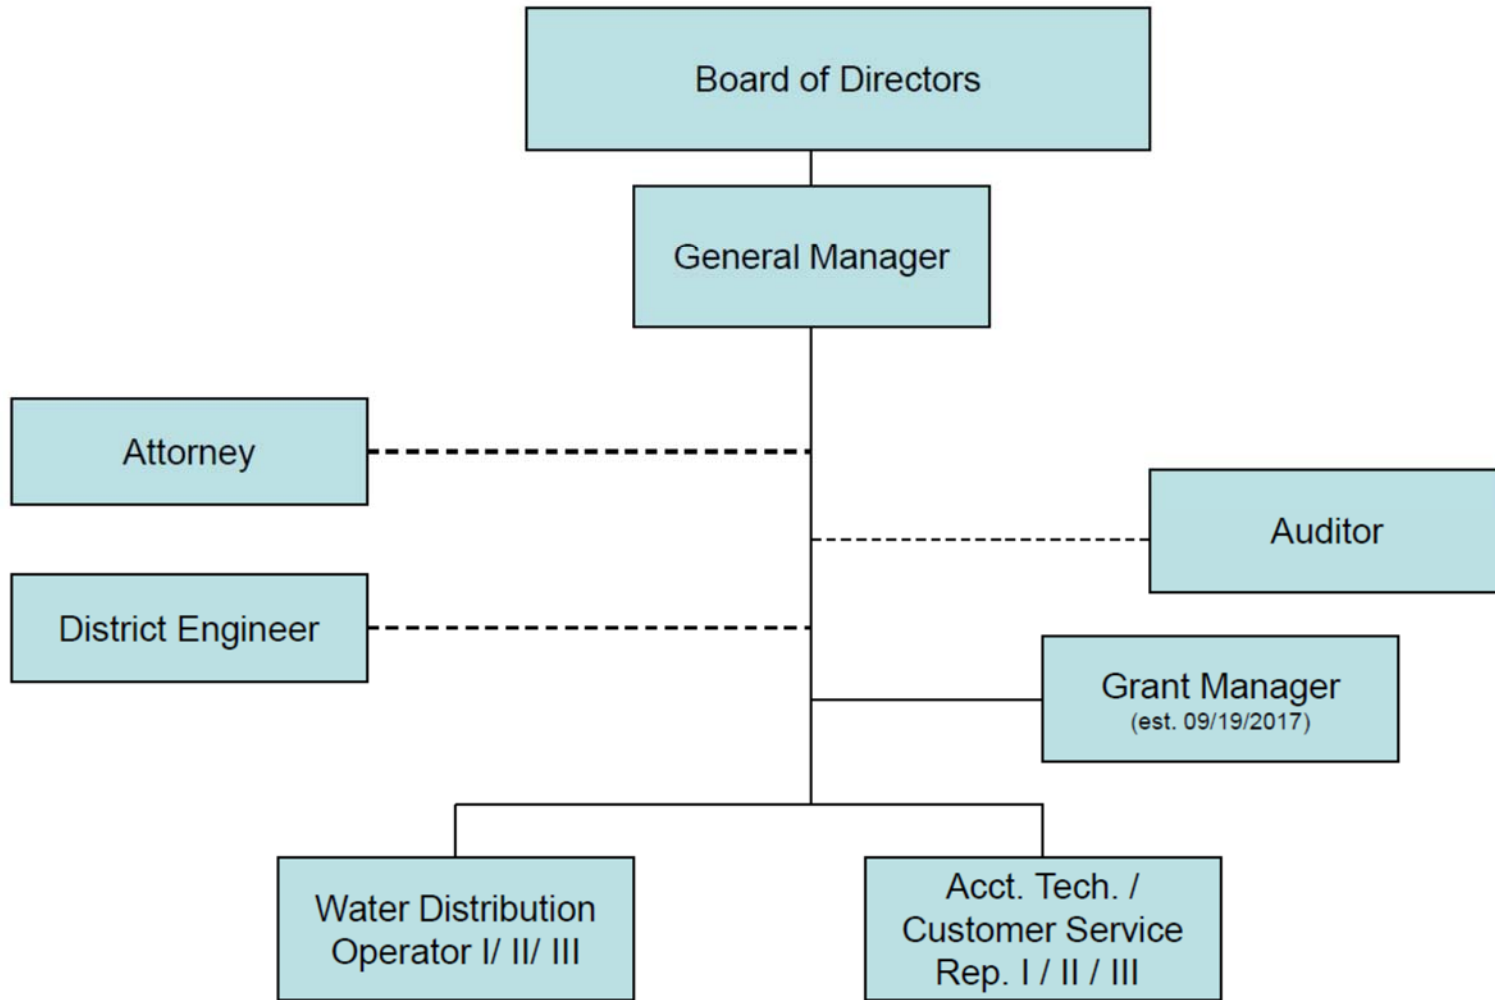 Board of Directors
General Manager
Attorney
Auditor
District Engineer
Grant Manager
(est. 09/19/2017)
Water Distribution
Operator I/ II/ III
Acct. Tech. /
Customer Service
Rep. I / II / III